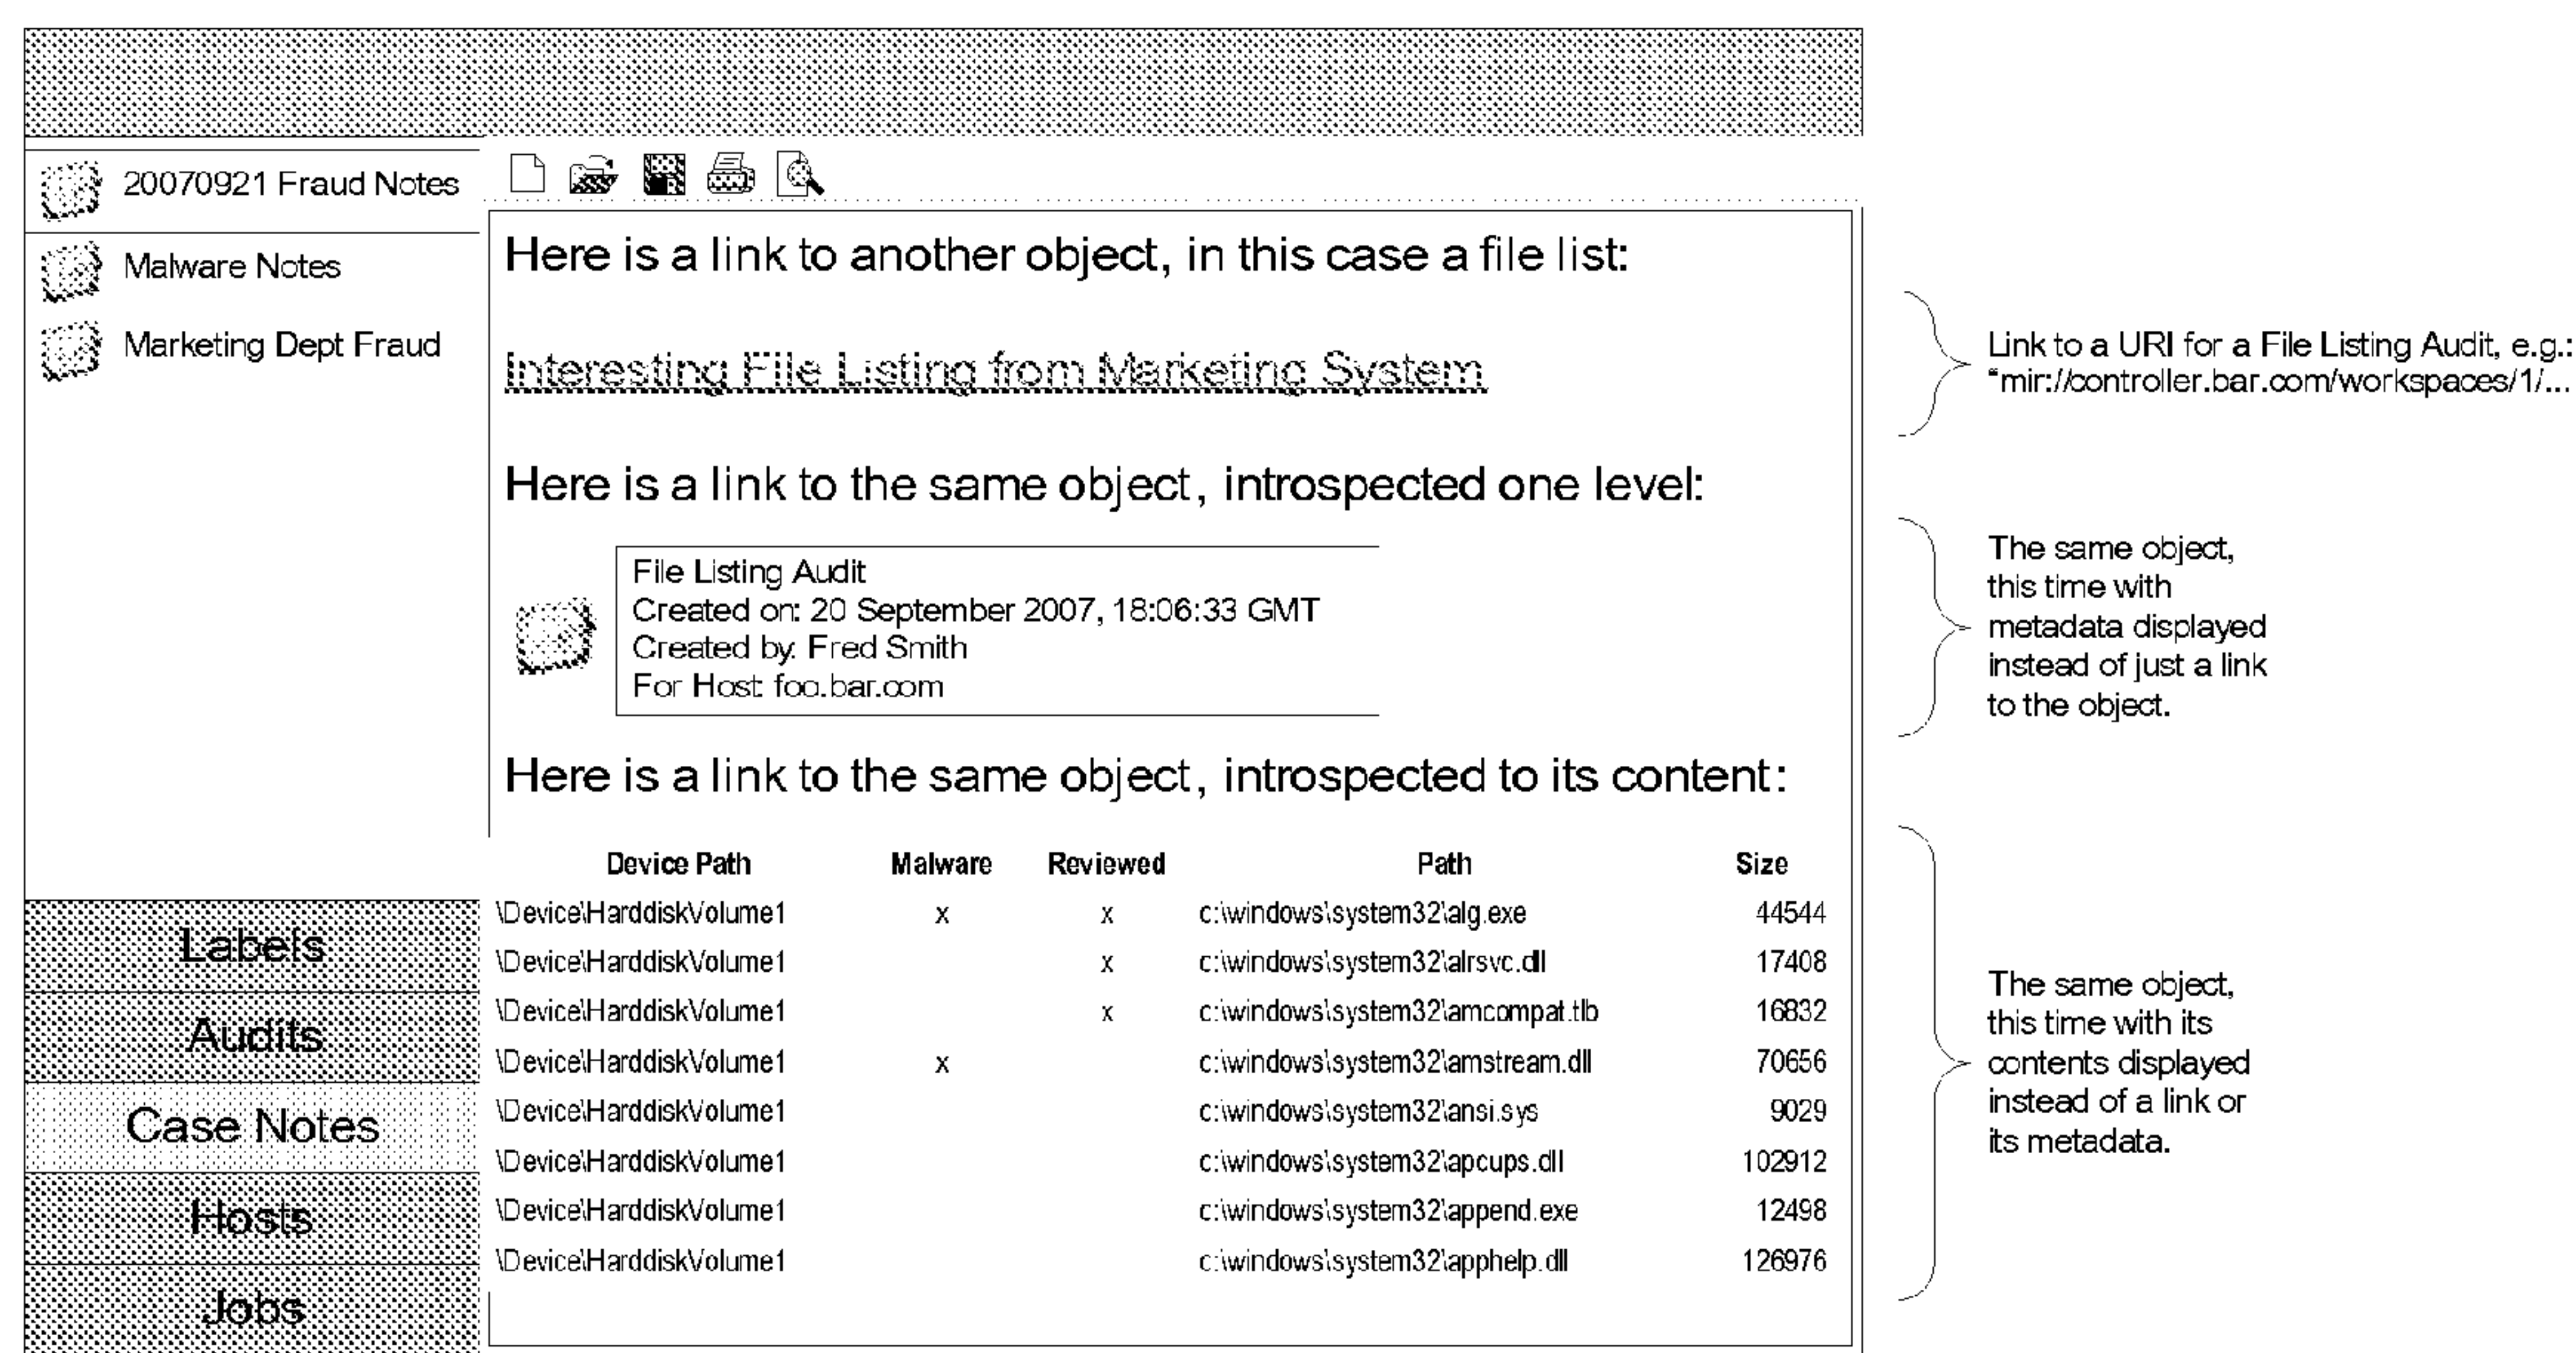 20070921 Fraud Notes
Malware Notes
Marketing Dept Fraud
Labels
Audits
Case Notes
Hosts
Jobs
Here is a link to another object, in this case a file list:
Interesting File Listing from Marketing System
Here is a link to the same object, introspected one level:
File Listing Audit
Created on: 20 September 2007, 18:06:33 GMT
Created by: Fred Smith
For Host: foo.bar.com
Here is a link to the same object, introspected to its content:
Device Path Malware Reviewed Path Size
\Device\HarddiskVolume1 x x c:\windows\system32\alg.exe 44544
\Device\HarddiskVolume1 x c:\windows\system32\alrsvc.dll 17408
\Device\HarddiskVolume1 x c:\windows\system32\amcompat.tlb 16832
\Device\HarddiskVolume1 x c:\windows\system32\amstream.dll 70656
\Device\HarddiskVolume1 c:\windows\system32\ansi.sys 9029
\Device\HarddiskVolume1 c:\windows\system32\apcups.dll 102912
\Device\HarddiskVolume1 c:\windows\system32\append.exe 12498
\Device\HarddiskVolume1 c:\windows\system32\apphelp.dll 126976
Link to a URI for a File Listing Audit, e.g.:
"mir://controller.bar.com/workspaces/1/...
The same object,
this time with
metadata displayed
instead of just a link
to the object.
The same object,
this time with its
contents displayed
instead of a link or
its metadata.